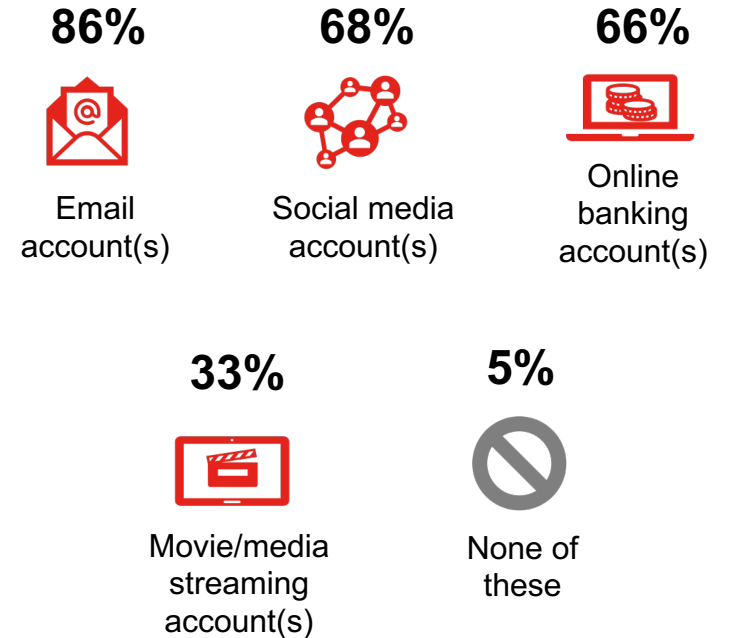 86%
68%
66%
@
Email
account(s)
Social media
account(s)
Online
banking
account(s)
33%
5%
Movie/media
streaming
account(s)
None of
these